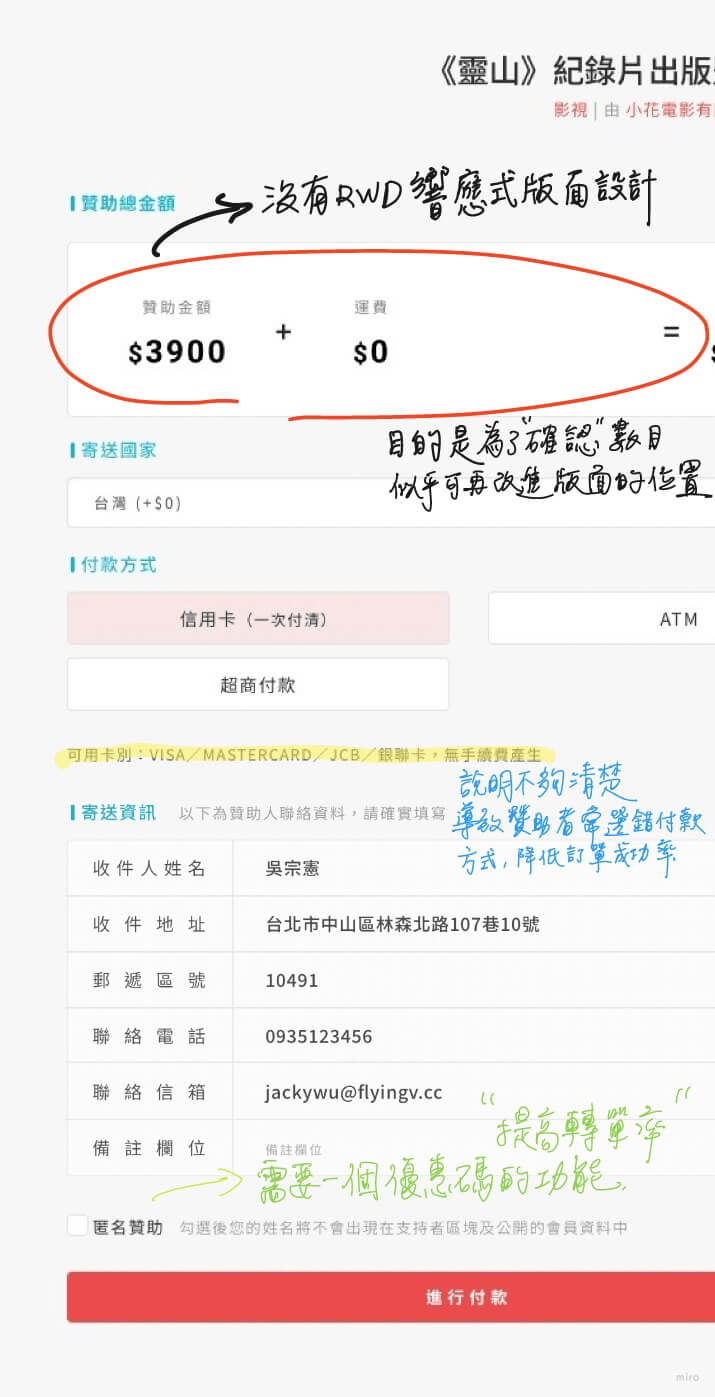 《靈山》紀錄片出版
影視 | 由 小花電影有
贊助總金額
沒有RWD響應式版面設計
贊助金額 運費
$3900 + $0 =
目的是為了"確認"數目
似乎可再改進版面的位置
寄送國家
台灣 (+$0)
付款方式
信用卡（一次付清） ATM
超商付款
可用卡別：VISA／MASTERCARD／JCB／銀聯卡，無手續費產生
說明不夠清楚
導致贊助者常選錯付款
方式, 降低訂單成功率
寄送資訊 以下為贊助人聯絡資料，請確實填寫
收件人姓名 吳宗憲
收件地址 台北市中山區林森北路107巷10號
郵遞區號 10491
聯絡電話 0935123456
聯絡信箱 jackywu@flyingv.cc
"提高轉單率"
備註欄位 備註欄位
需要一個優惠碼的功能.
匿名贊助 勾選後您的姓名將不會出現在支持者區塊及公開的會員資料中
進行付款
miro